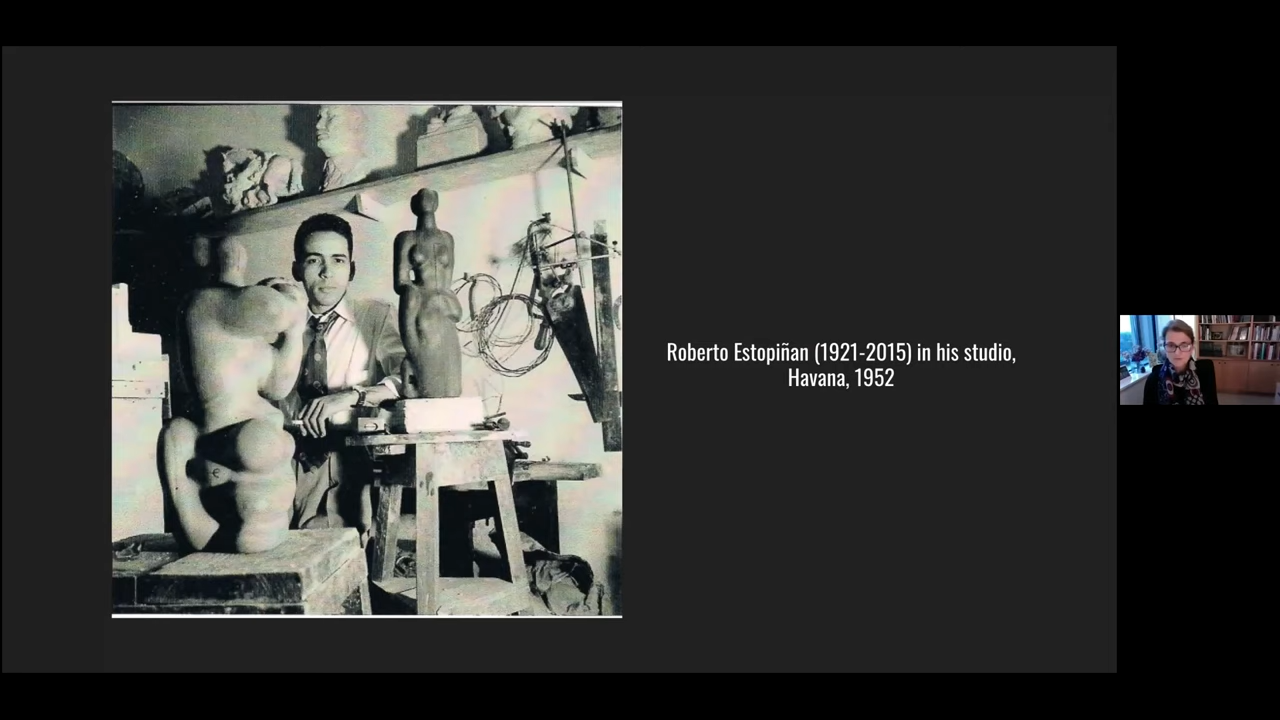 Roberto Estopiñan (1921-2015) in his studio,
Havana, 1952